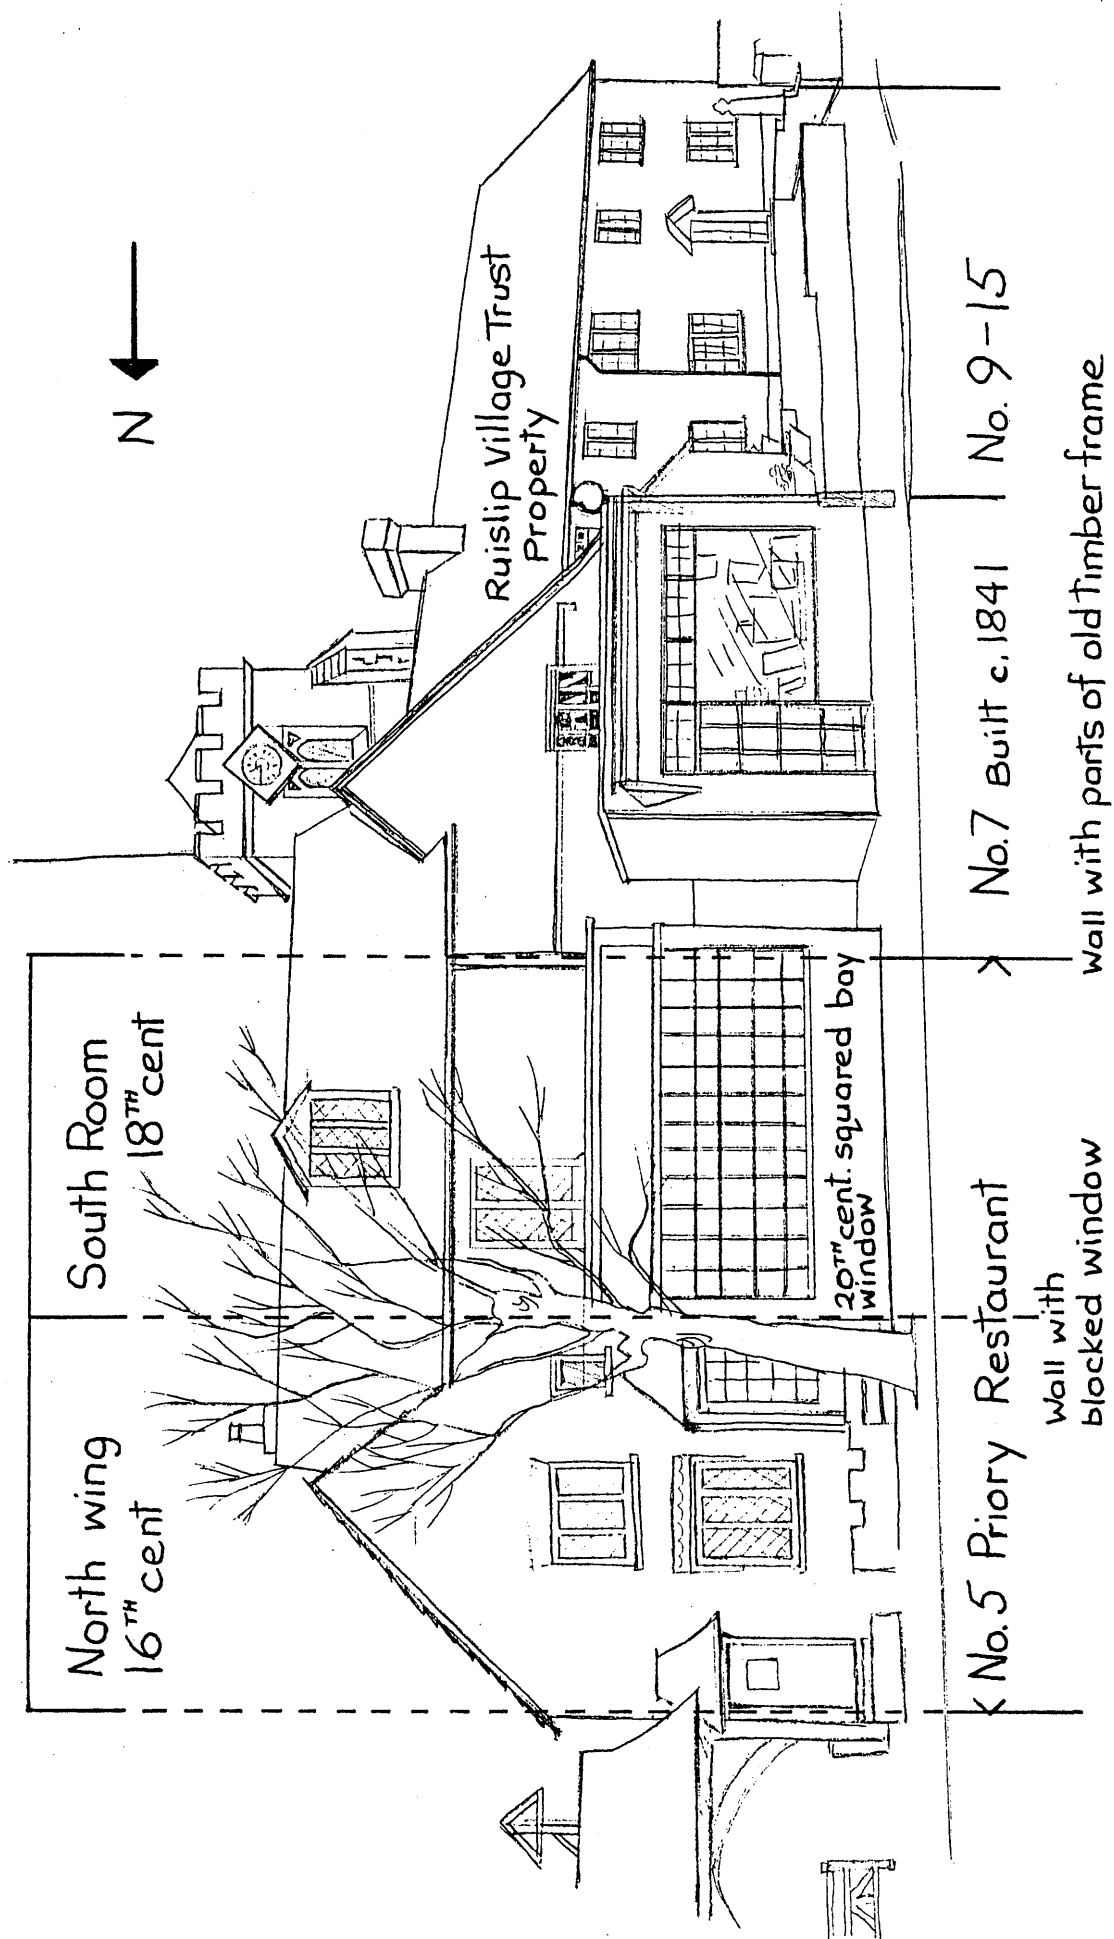 N
North wing
16TH cent
South Room
18TH cent
Ruislip Village Trust
Property
20TH cent. squared bay
window
No. 5 Priory Restaurant
No. 7 Built c. 1841
No. 9-15
Wall with
blocked window
Wall with parts of old timber frame